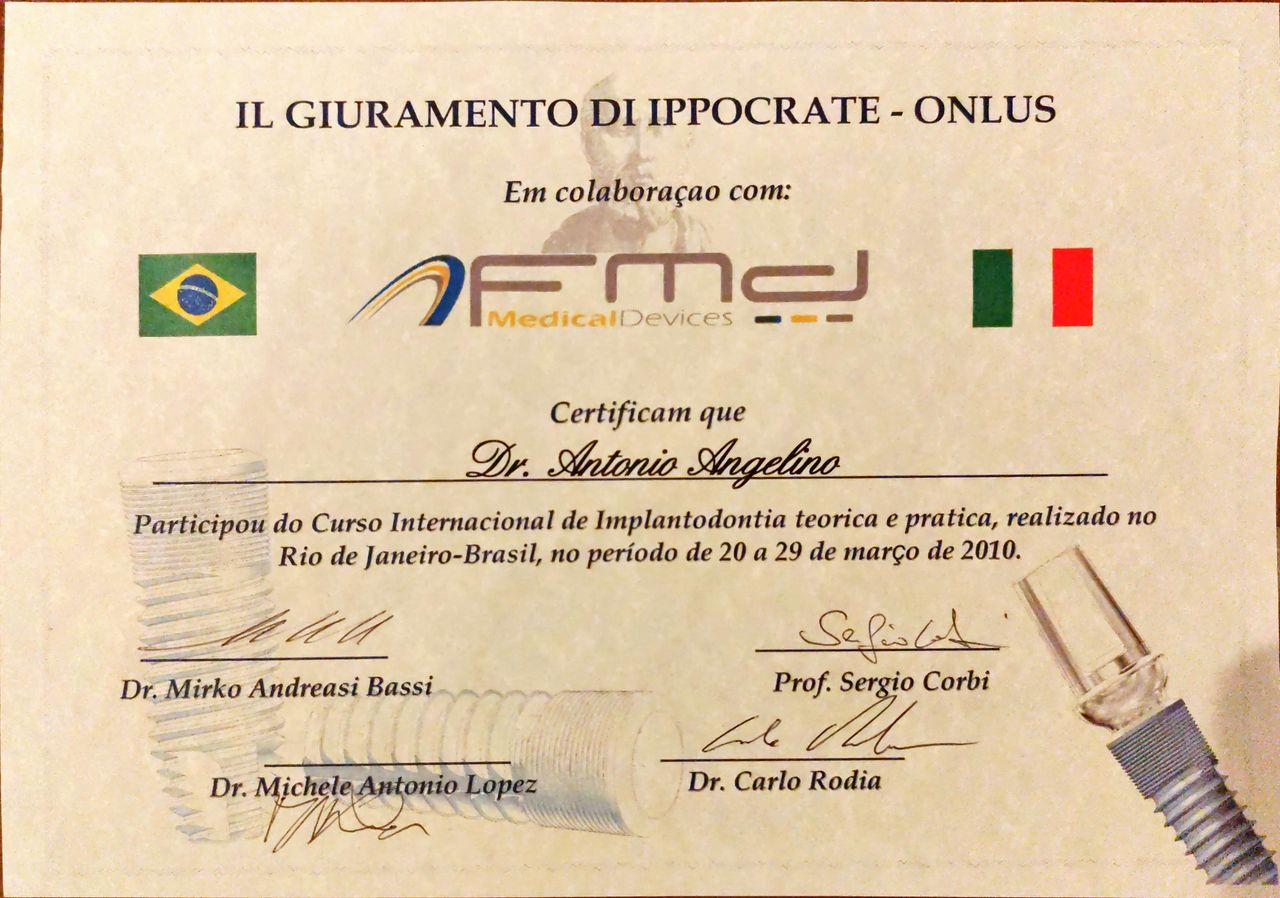 IL GIURAMENTO DI IPPOCRATE - ONLUS
Em colaboraçao com:
FMd
MedicalDevices
Certificam que
Dr. Antonio Angelino
Participou do Curso Internacional de Implantodontia teorica e pratica, realizado no
Rio de Janeiro-Brasil, no período de 20 a 29 de março de 2010.
Dr. Mirko Andreasi Bassi
Prof. Sergio Corbi
Dr. Michele Antonio Lopez
Dr. Carlo Rodia